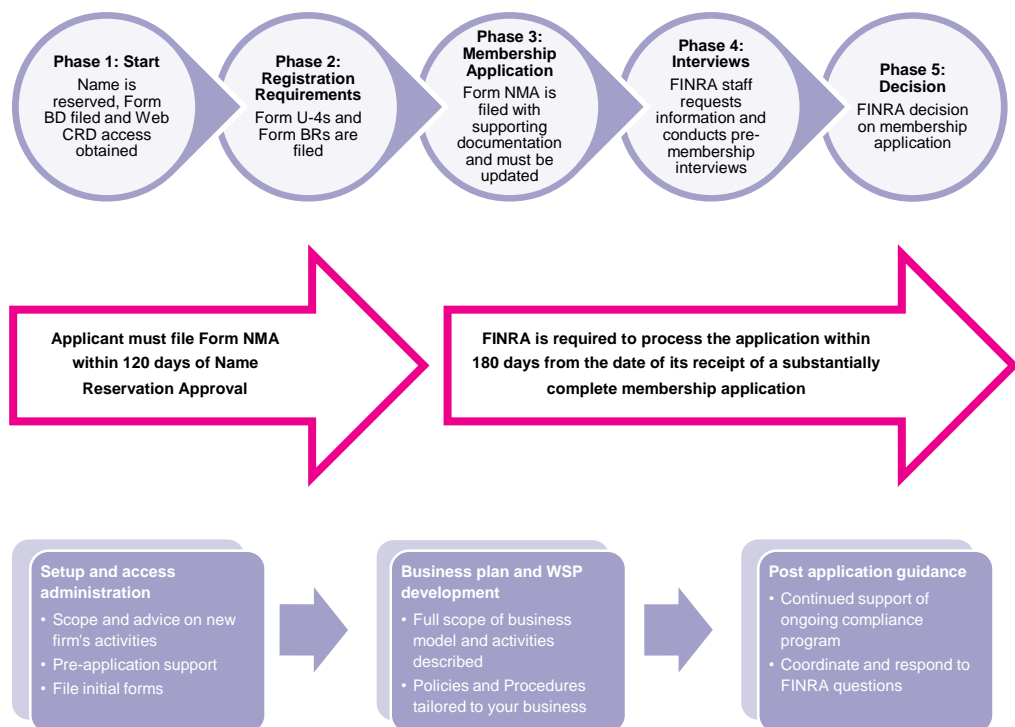 Phase 1: Start
Name is
reserved, Form
BD filed and Web
CRD access
obtained
Phase 2:
Registration
Requirements
Form U-4s and
Form BRs are
filed
Phase 3:
Membership
Application
Form NMA is
filed with
supporting
documentation
and must be
updated
Phase 4:
Interviews
FINRA staff
requests
information and
conducts pre-
membership
interviews
Phase 5:
Decision
FINRA decision
on membership
application
Applicant must file Form NMA
within 120 days of Name
Reservation Approval
FINRA is required to process the application within
180 days from the date of its receipt of a substantially
complete membership application
Setup and access
administration
• Scope and advice on new
firm's activities
• Pre-application support
• File initial forms
Business plan and WSP
development
• Full scope of business
model and activities
described
• Policies and Procedures
tailored to your business
Post application guidance
• Continued support of
ongoing compliance
program
• Coordinate and respond to
FINRA questions